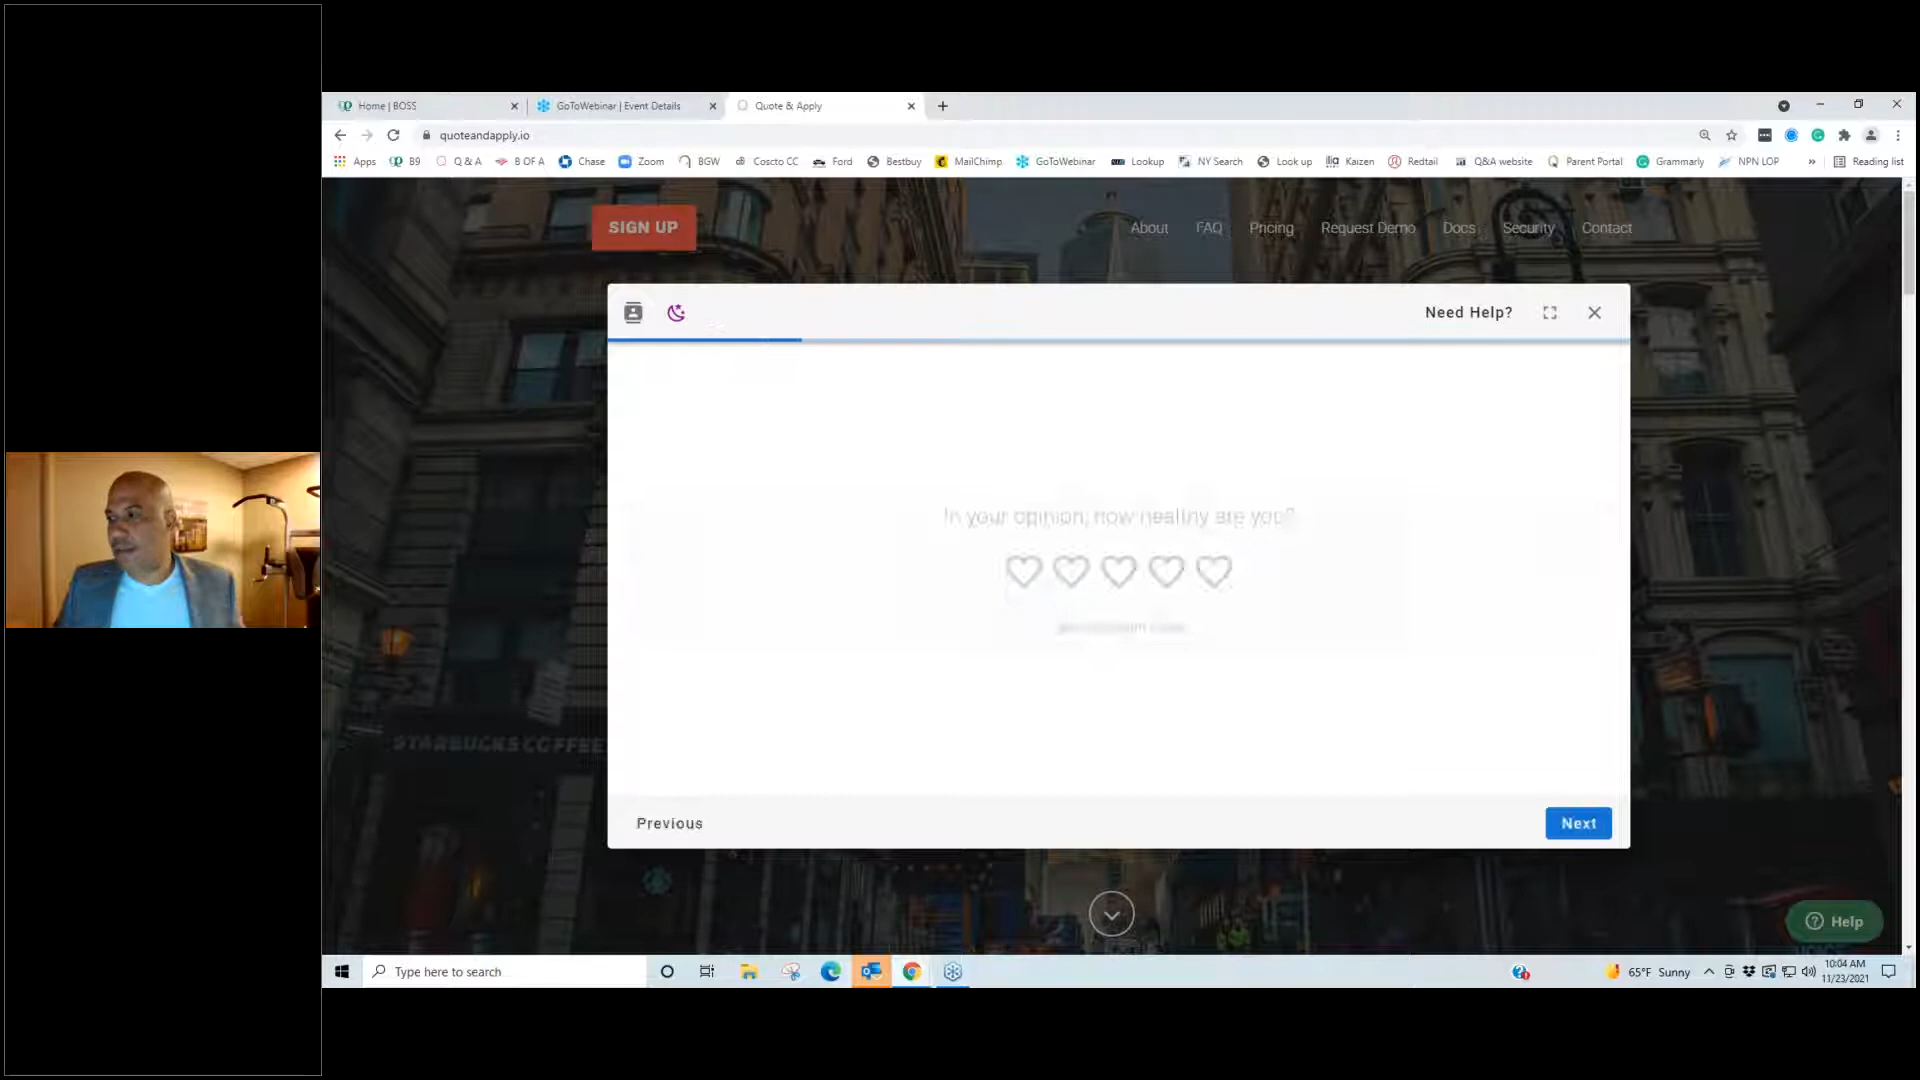 Home | BOSS
GoToWebinar | Event Details
Quote & Apply
quoteandapply.io
Apps
B9
Q & A
B OF A
Chase
Zoom
BGW
Coscto CC
Ford
Bestbuy
MailChimp
GoToWebinar
Lookup
NY Search
Look up
Kaizen
Redtail
Q&A website
Parent Portal
Grammarly
NPN LOP
»
Reading list
SIGN UP
About
FAQ
Pricing
Request Demo
Docs
Security
Contact
Need Help?
In your opinion, how healthy are you?
STARBUCKS COFFEE
Previous
Next
Help
Type here to search
65°F Sunny
10:04 AM
11/23/2021